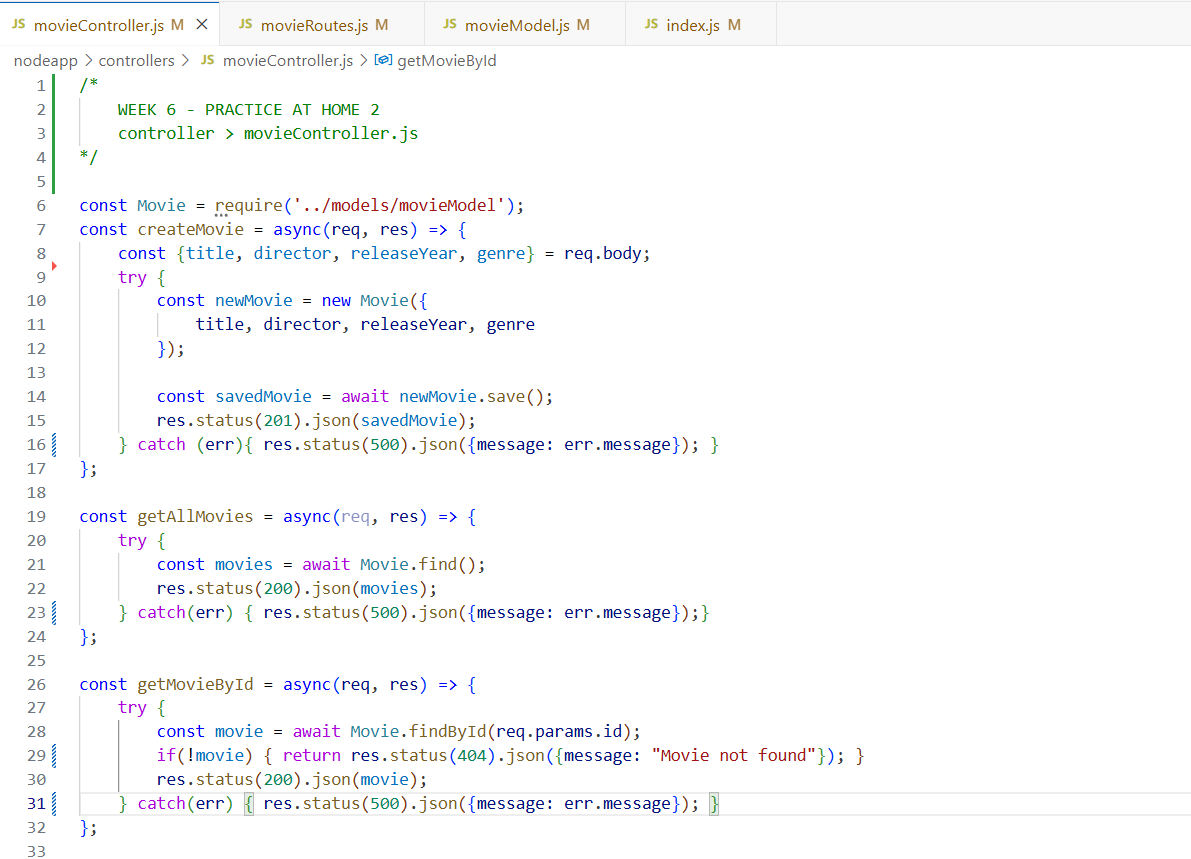 JS movieController.js M × JS movieRoutes.js M JS movieModel.js M JS index.js M
nodeapp > controllers > JS movieController.js > getMovieById
1 /*
2 WEEK 6 - PRACTICE AT HOME 2
3 controller > movieController.js
4 */
5
6 const Movie = require('../models/movieModel');
7 const createMovie = async(req, res) => {
8 const {title, director, releaseYear, genre} = req.body;
9 try {
10 const newMovie = new Movie({
11 title, director, releaseYear, genre
12 });
13
14 const savedMovie = await newMovie.save();
15 res.status(201).json(savedMovie);
16 } catch (err){ res.status(500).json({message: err.message}); }
17 };
18
19 const getAllMovies = async(req, res) => {
20 try {
21 const movies = await Movie.find();
22 res.status(200).json(movies);
23 } catch(err) { res.status(500).json({message: err.message});}
24 };
25
26 const getMovieById = async(req, res) => {
27 try {
28 const movie = await Movie.findById(req.params.id);
29 if(!movie) { return res.status(404).json({message: "Movie not found"}); }
30 res.status(200).json(movie);
31 } catch(err) { res.status(500).json({message: err.message}); }
32 };
33